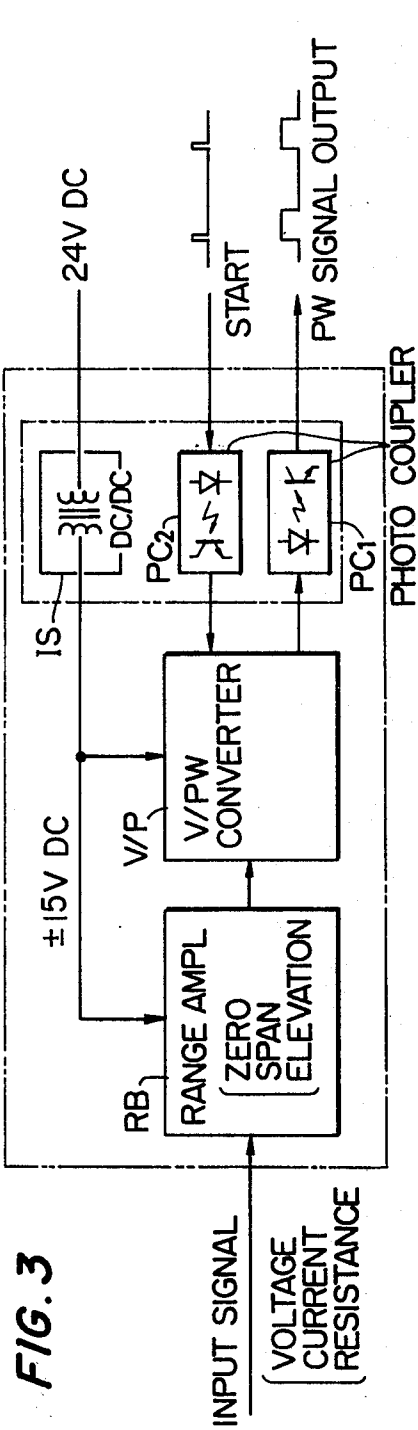 FIG. 3
INPUT SIGNAL
VOLTAGE
CURRENT
RESISTANCE
RB
RANGE AMPL
ZERO
SPAN
ELEVATION
±15V DC
V/P
V/PW
CONVERTER
IS
DC/DC
24V DC
PC2
START
PC1
PW SIGNAL OUTPUT
PHOTO COUPLER